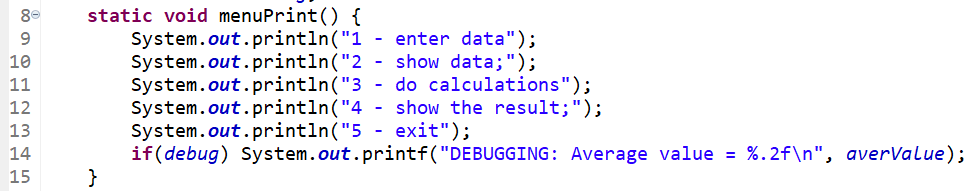 8 static void menuPrint() {
9 System.out.println("1 - enter data");
10 System.out.println("2 - show data;");
11 System.out.println("3 - do calculations");
12 System.out.println("4 - show the result;");
13 System.out.println("5 - exit");
14 if(debug) System.out.printf("DEBUGGING: Average value = %.2f\n", averValue);
15 }